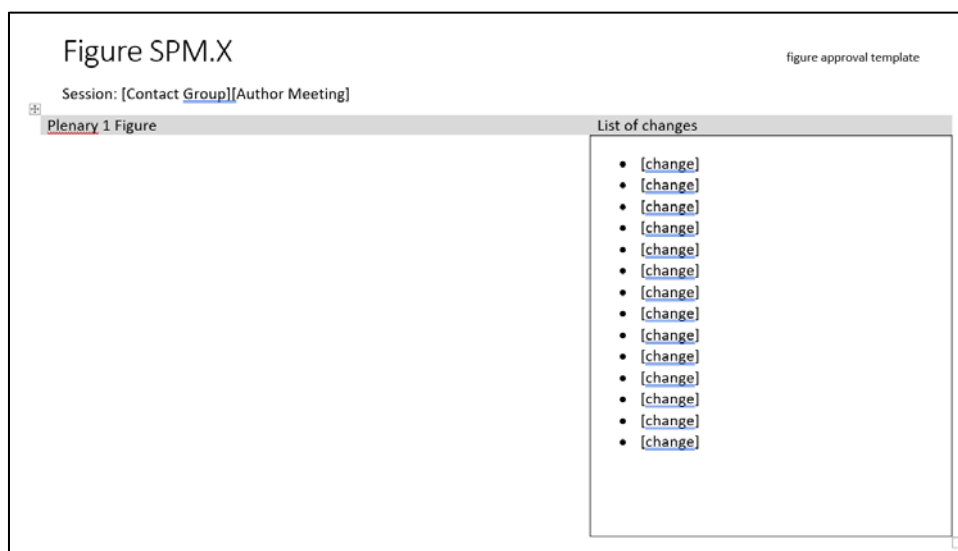 Figure SPM.X
figure approval template
Session: [Contact Group][Author Meeting]
Plenary 1 Figure
List of changes
• [change]
• [change]
• [change]
• [change]
• [change]
• [change]
• [change]
• [change]
• [change]
• [change]
• [change]
• [change]
• [change]
• [change]